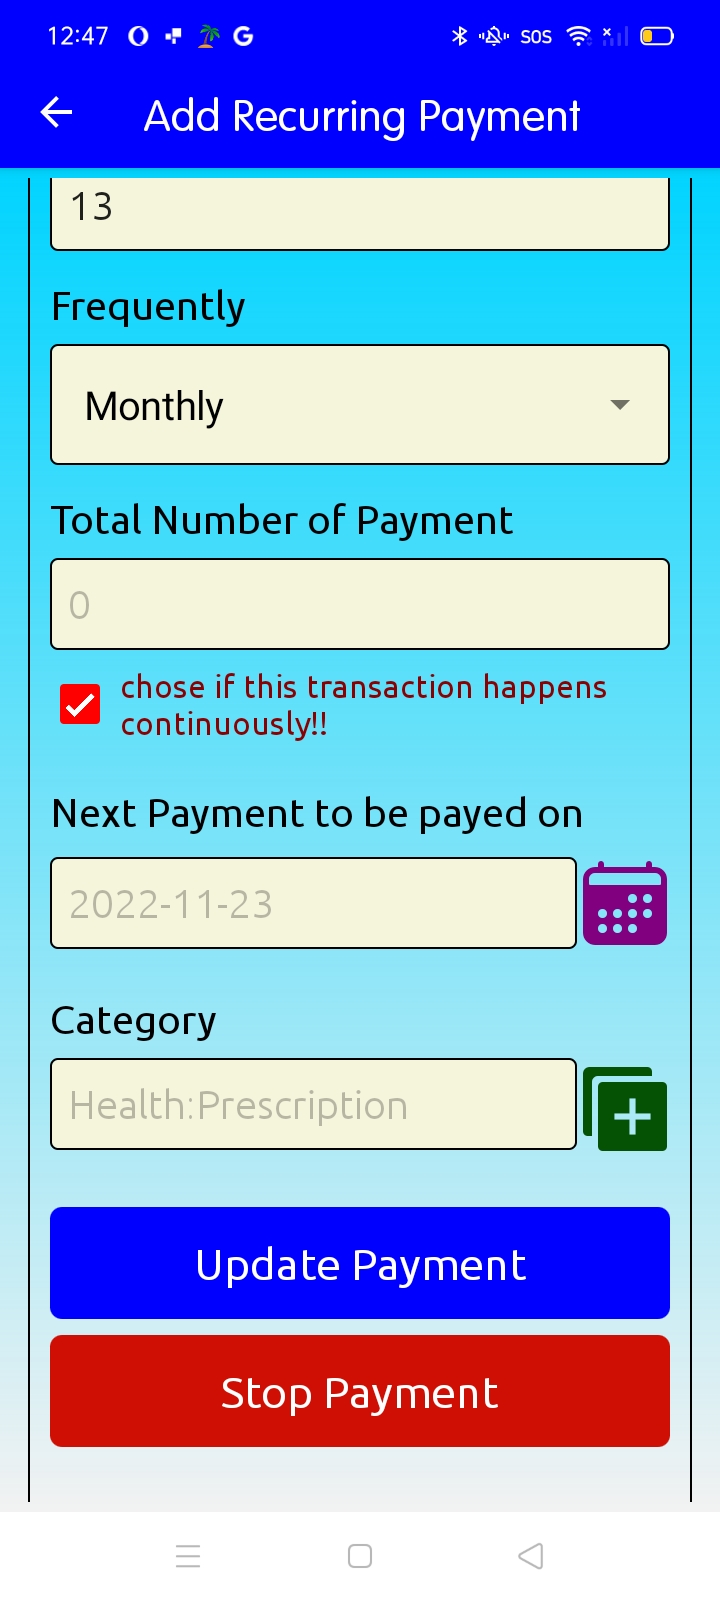 12:47
SOS
Add Recurring Payment
13
Frequently
Monthly
Total Number of Payment
0
chose if this transaction happens
continuously!!
Next Payment to be payed on
2022-11-23
Category
Health:Prescription
Update Payment
Stop Payment